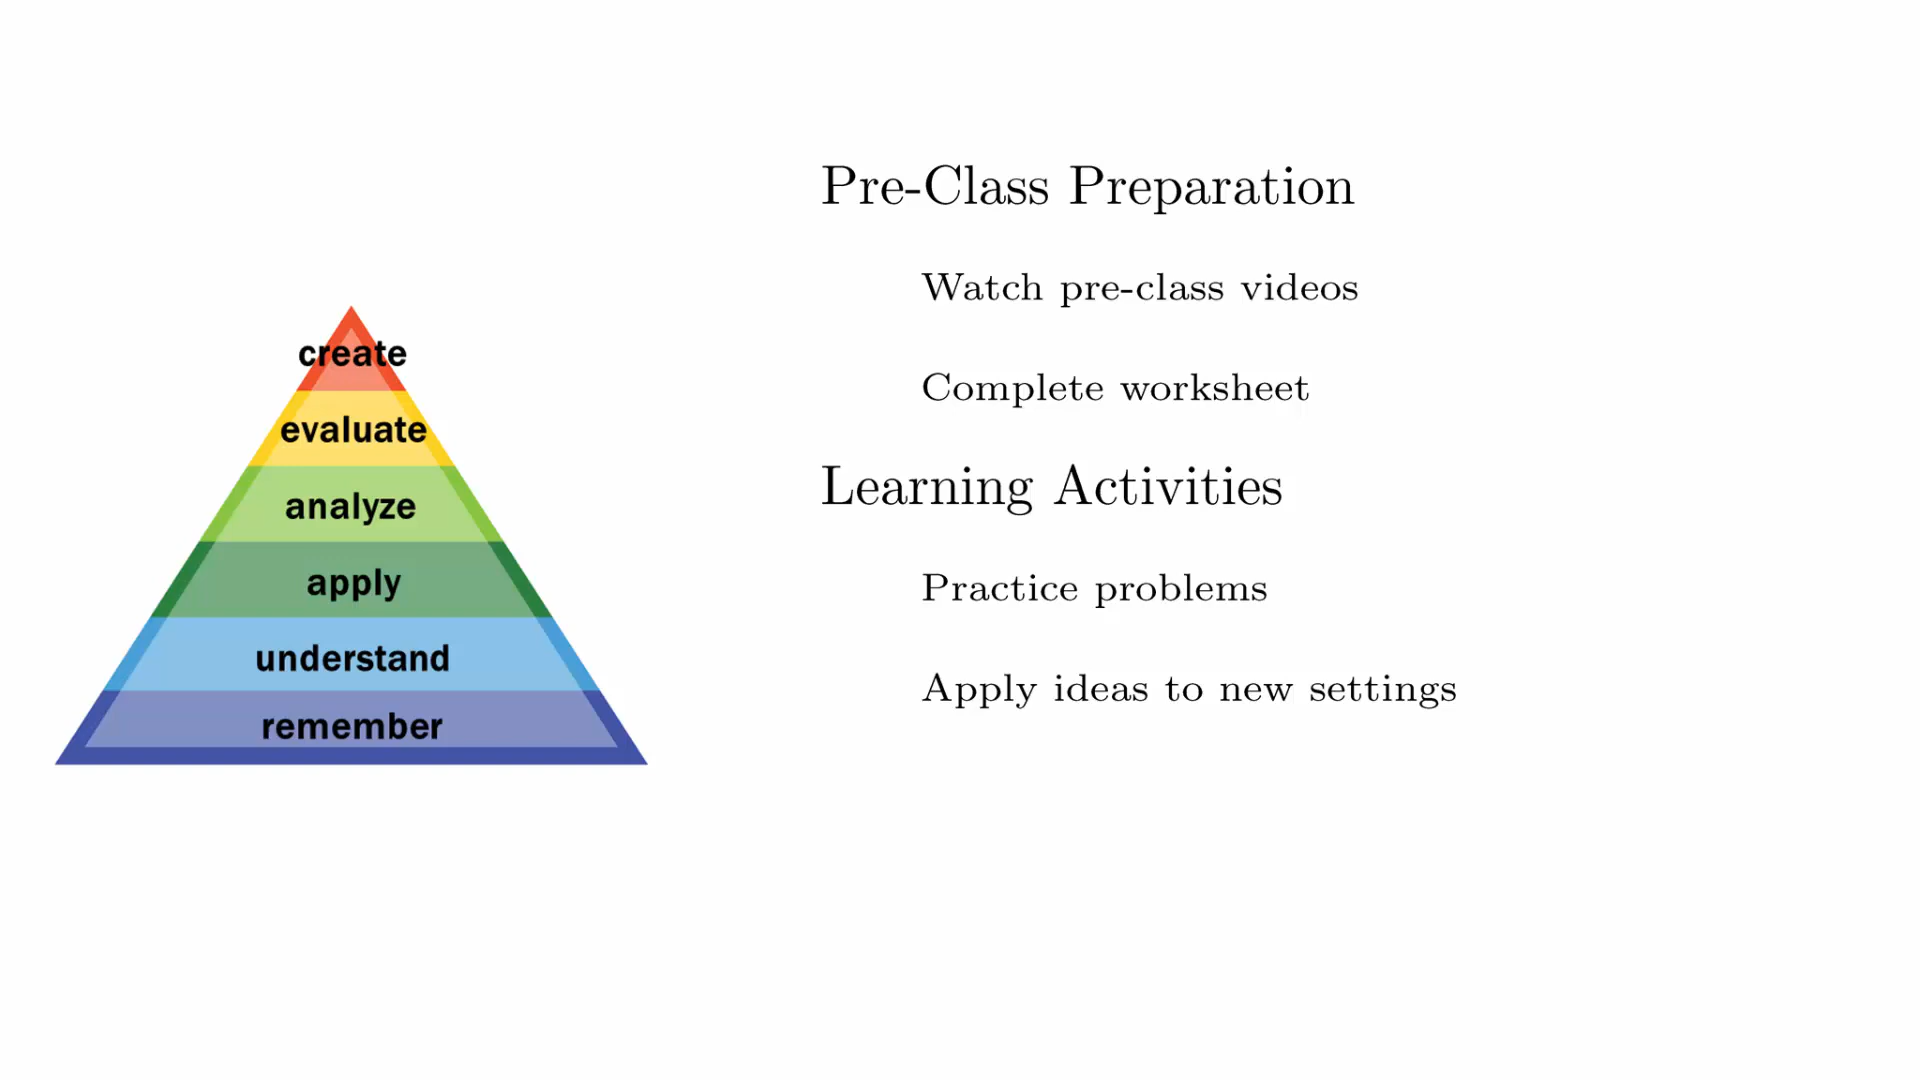 create
evaluate
analyze
apply
understand
remember
Pre-Class Preparation
Watch pre-class videos
Complete worksheet
Learning Activities
Practice problems
Apply ideas to new settings